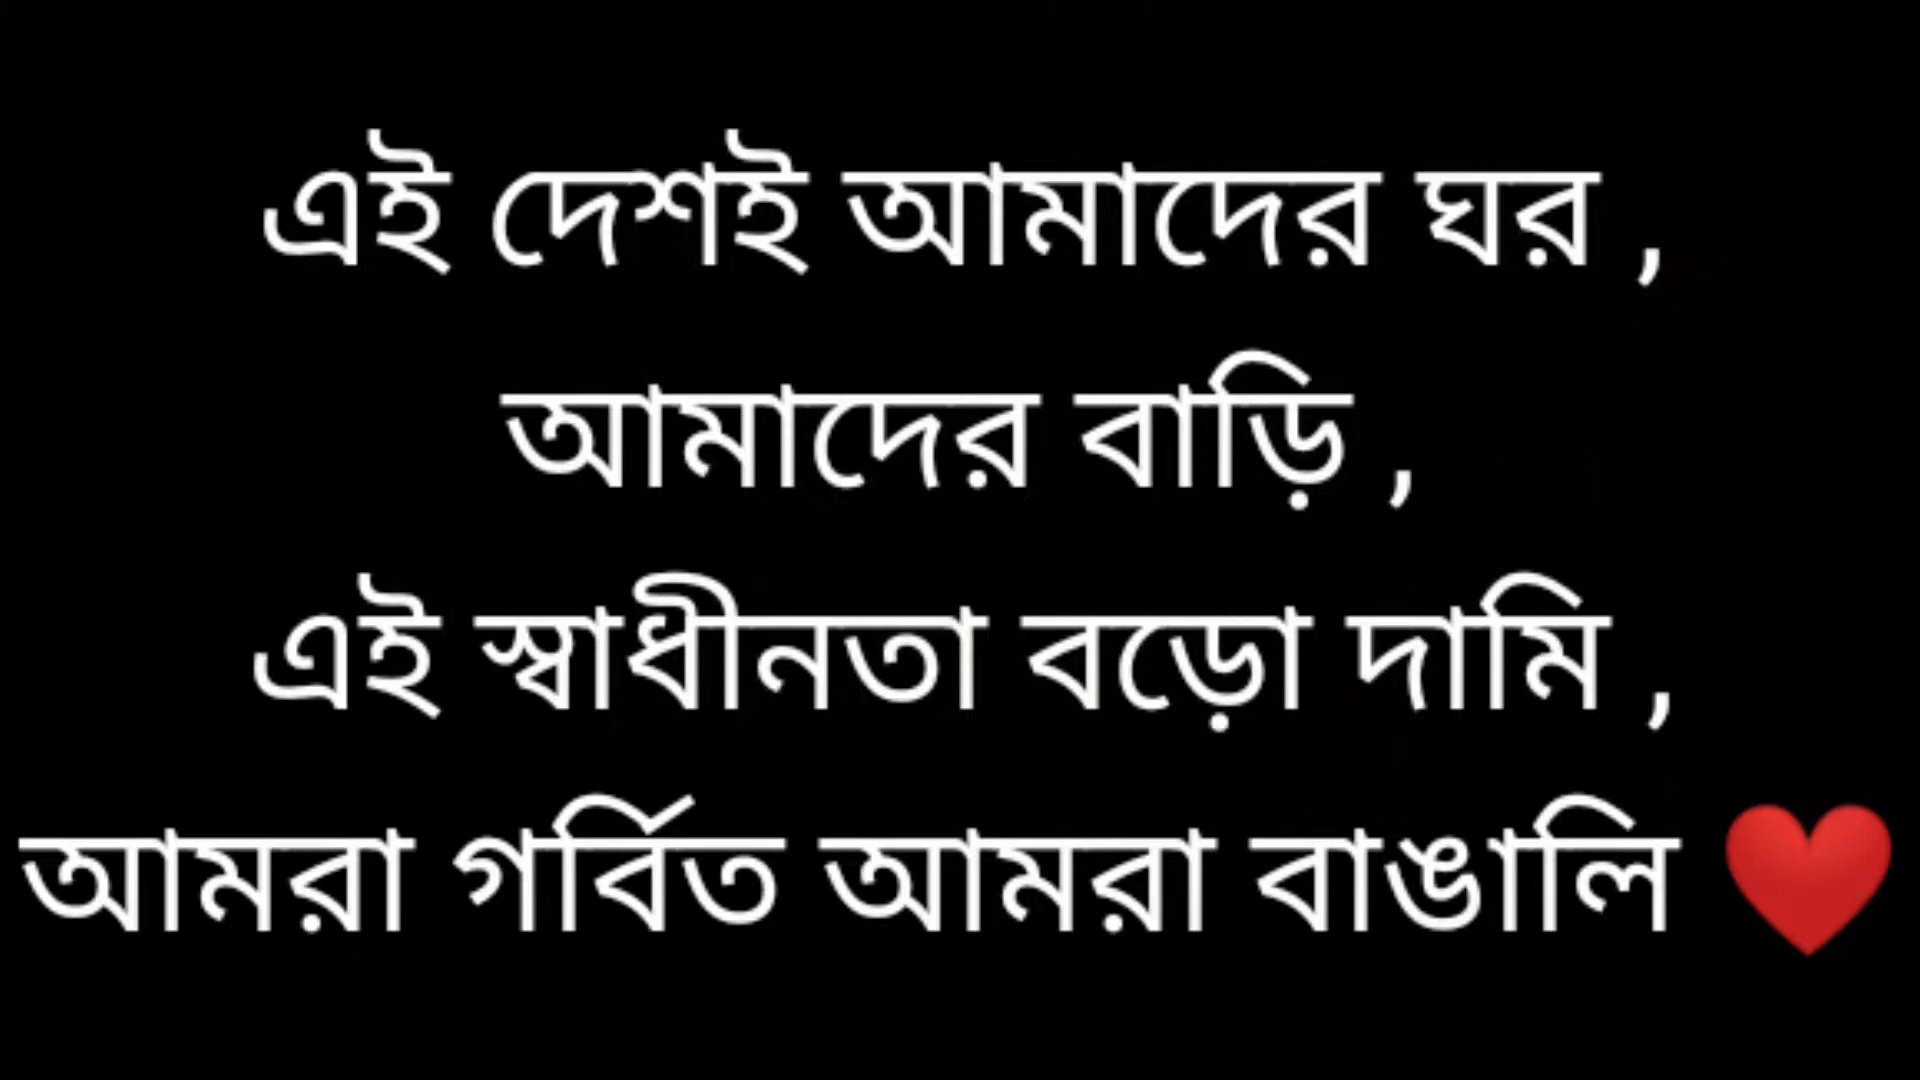 এই দেশই আমাদের ঘর ,
আমাদের বাড়ি ,
এই স্বাধীনতা বড়ো দামি ,
আমরা গর্বিত আমরা বাঙালি ❤️